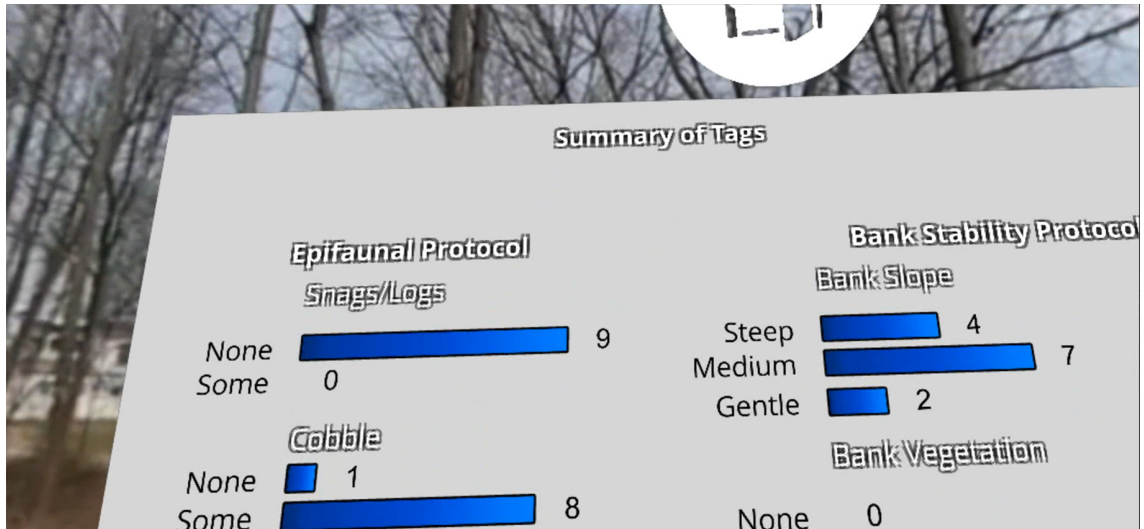 Summary of Tags
Epifaunal Protocol
Snags/Logs
None 9
Some 0
Cobble
None 1
Some 8
Bank Stability Protocol
Bank Slope
Steep 4
Medium 7
Gentle 2
Bank Vegetation
None 0